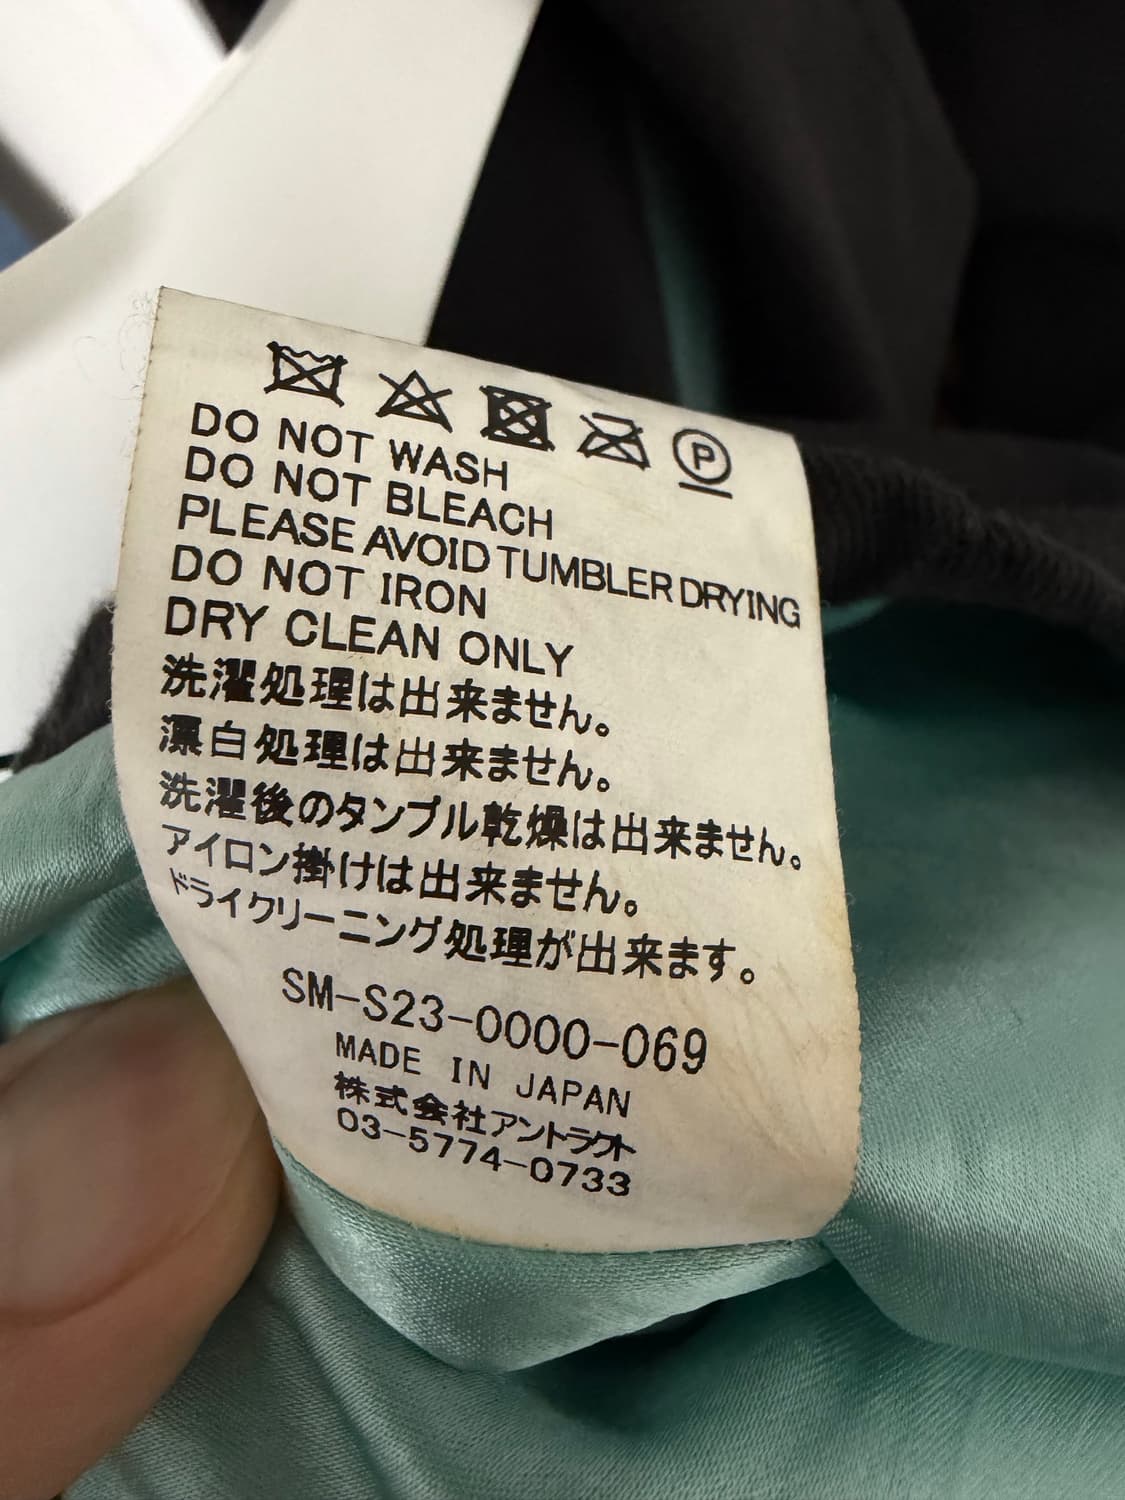 P
DO NOT WASH
DO NOT BLEACH
PLEASE AVOID TUMBLER DRYING
DO NOT IRON
DRY CLEAN ONLY
洗濯処理は出来ません。
漂白処理は出来ません。
洗濯後のタンブル乾燥は出来ません。
アイロン掛けは出来ません。
ドライクリーニング処理が出来ます。
SM-S23-0000-069
MADE IN JAPAN
株式会社アントラクト
03-5774-0733